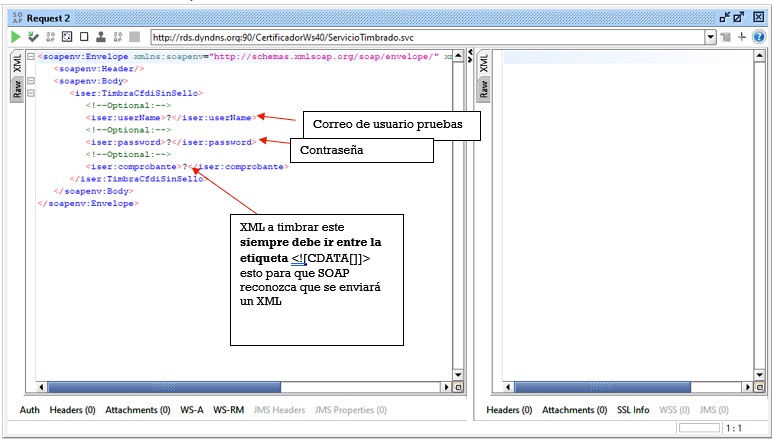 SO
AP Request 2
http://rds.dyndns.org:90/CertificadorWs40/ServicioTimbrado.svc
XML
Raw
<soapenv:Envelope xmlns:soapenv="http://schemas.xmlsoap.org/soap/envelope/"
<soapenv:Header/>
<soapenv:Body>
<iser:TimbraCfdiSinSello>
<!--Optional:-->
<iser:userName>?</iser:userName>
<!--Optional:-->
<iser:password>?</iser:password>
<!--Optional:-->
<iser:comprobante>?</iser:comprobante>
</iser:TimbraCfdiSinSello>
</soapenv:Body>
</soapenv:Envelope>
Correo de usuario pruebas
Contraseña
XML a timbrar este
siempre debe ir entre la
etiqueta <![CDATA[]]>
esto para que SOAP
reconozca que se enviará
un XML
XML
Raw
Auth Headers (0) Attachments (0) WS-A WS-RM JMS Headers JMS Properties (0)
Headers (0) Attachments (0) SSL Info WSS (0) JMS (0)
1 : 1